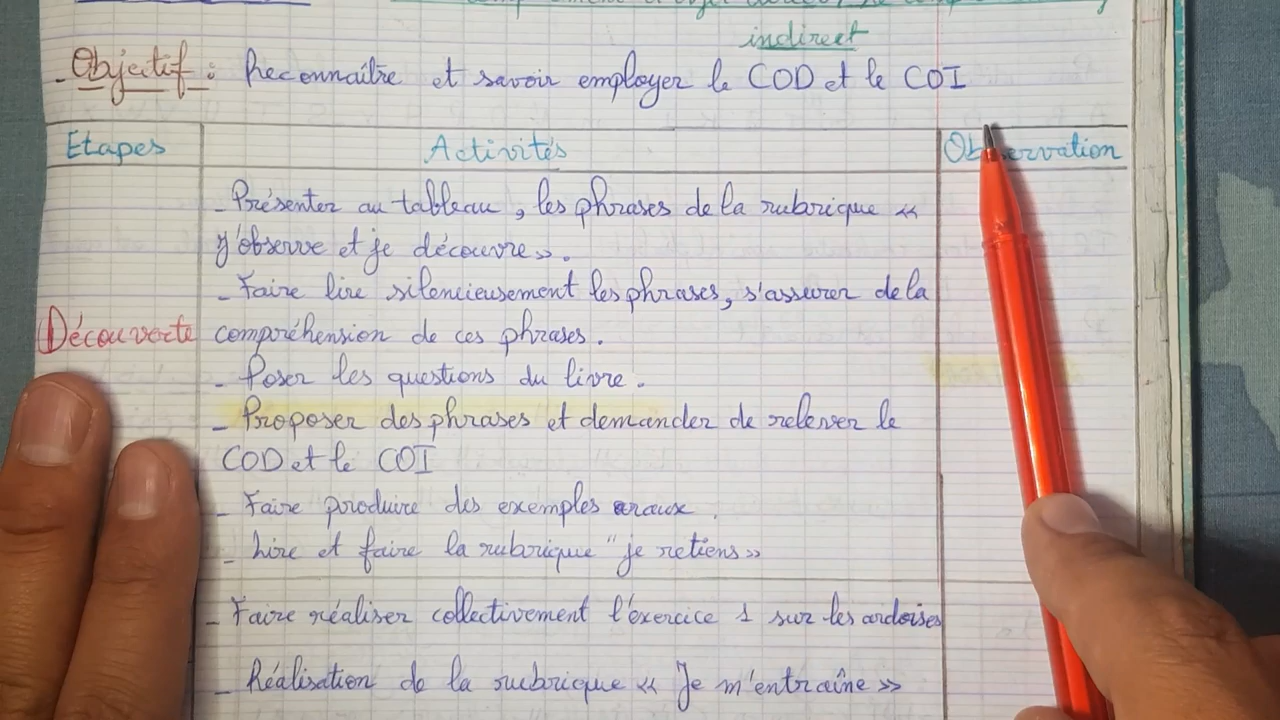 indirect
- Objectif : Reconnaître et savoir employer le COD et le COI
Etapes Activités Observation
- Présenter au tableau, les phrases de la rubrique «
j'observe et je découvre».
- Faire lire silencieusement les phrases, s'assurer de la
Découverte compréhension de ces phrases.
- Poser les questions du livre.
- Proposer des phrases et demander de relever le
COD et le COI
- Faire produire des exemples oraux.
- Lire et faire la rubrique "je retiens»
- Faire réaliser collectivement l'exercice 1 sur les ardoises
- Réalisation de la rubrique « Je m'entraîne »